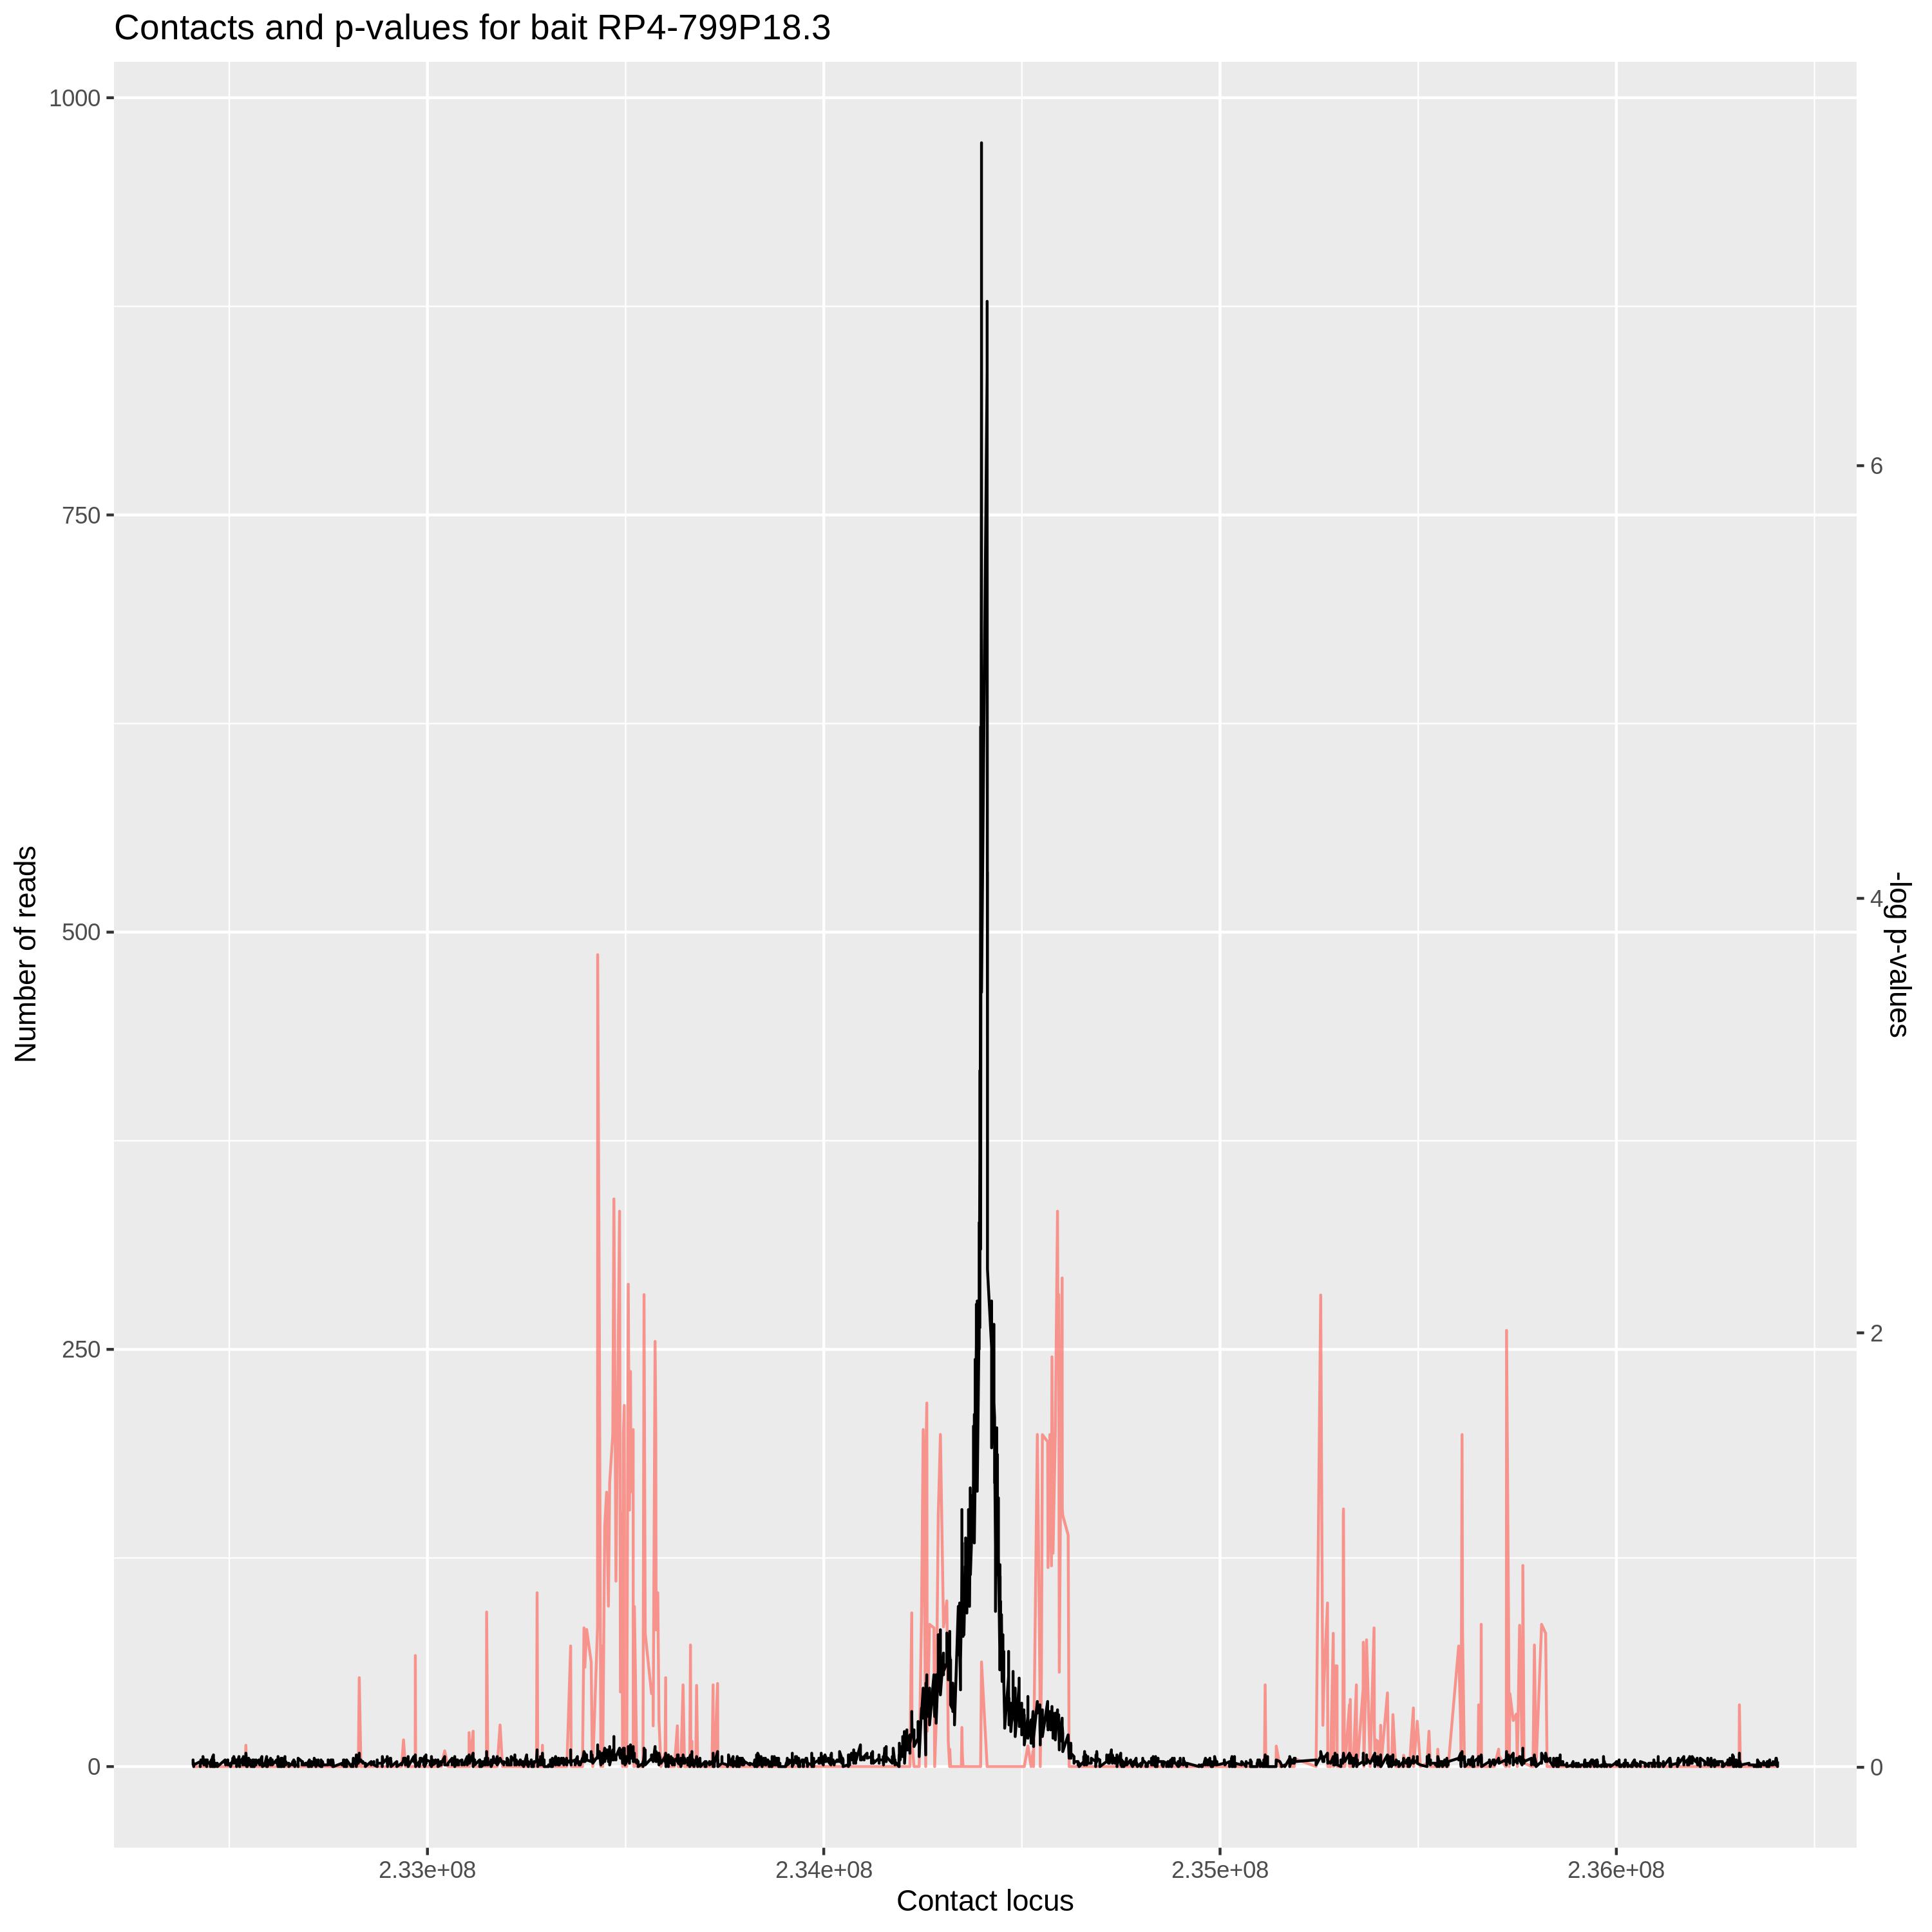 Contacts and p-values for bait RP4-799P18.3
1000
750
500
250
0
Number of reads
6
4
2
0
-log p-values
2.33e+08
2.34e+08
2.35e+08
2.36e+08
Contact locus